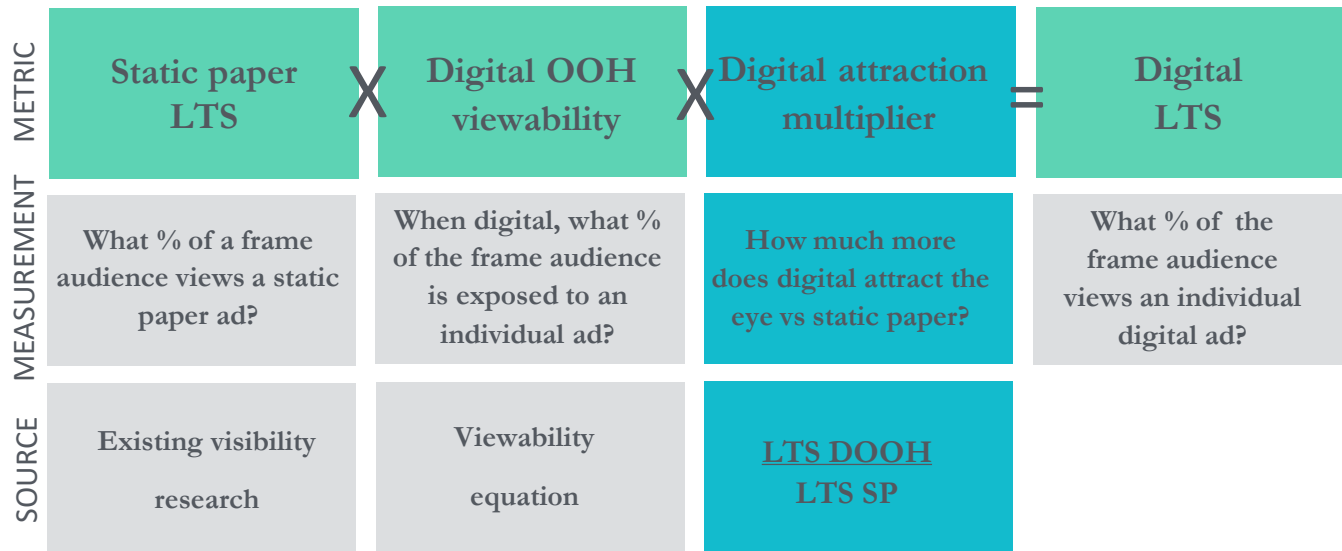 METRIC
Static paper
LTS
X
Digital OOH
viewability
X
Digital attraction
multiplier
=
Digital
LTS
MEASUREMENT
What % of a frame
audience views a static
paper ad?
When digital, what %
of the frame audience
is exposed to an
individual ad?
How much more
does digital attract the
eye vs static paper?
What % of the
frame audience
views an individual
digital ad?
SOURCE
Existing visibility
research
Viewability
equation
LTS DOOH
LTS SP